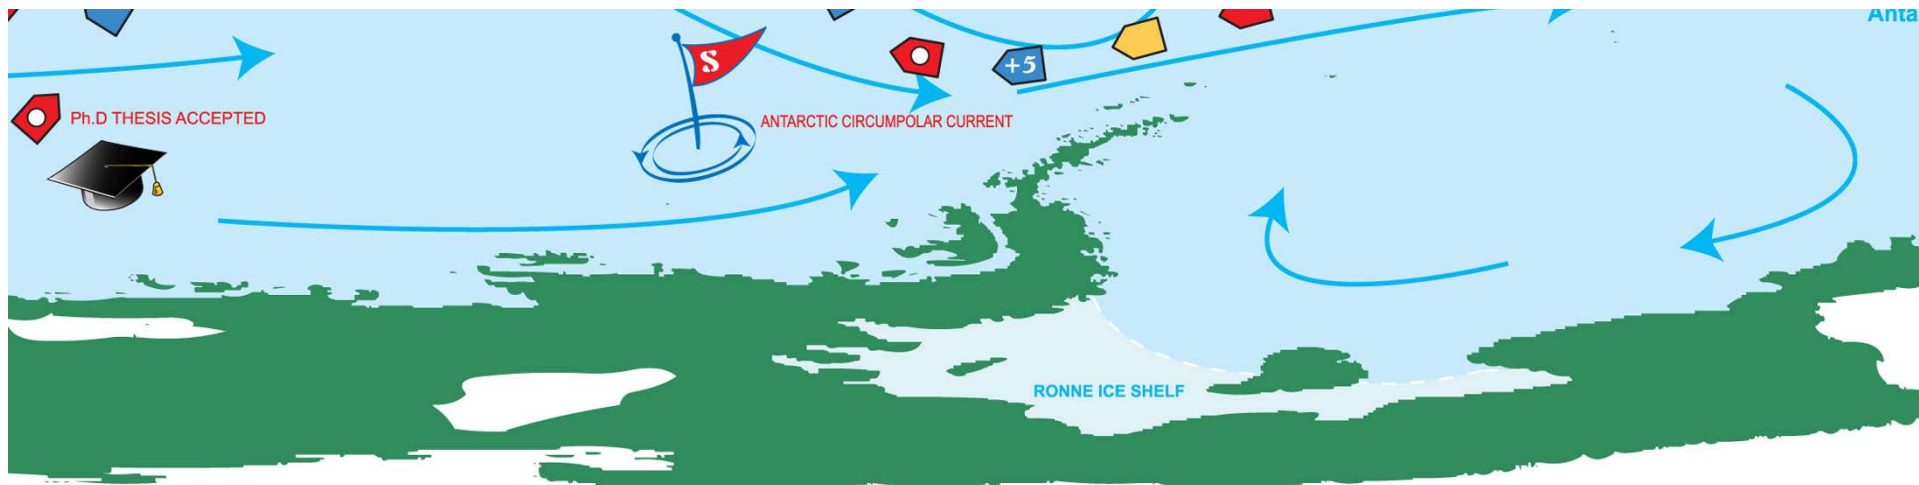 Anta
S
+5
Ph.D THESIS ACCEPTED
ANTARCTIC CIRCUMPOLAR CURRENT
RONNE ICE SHELF